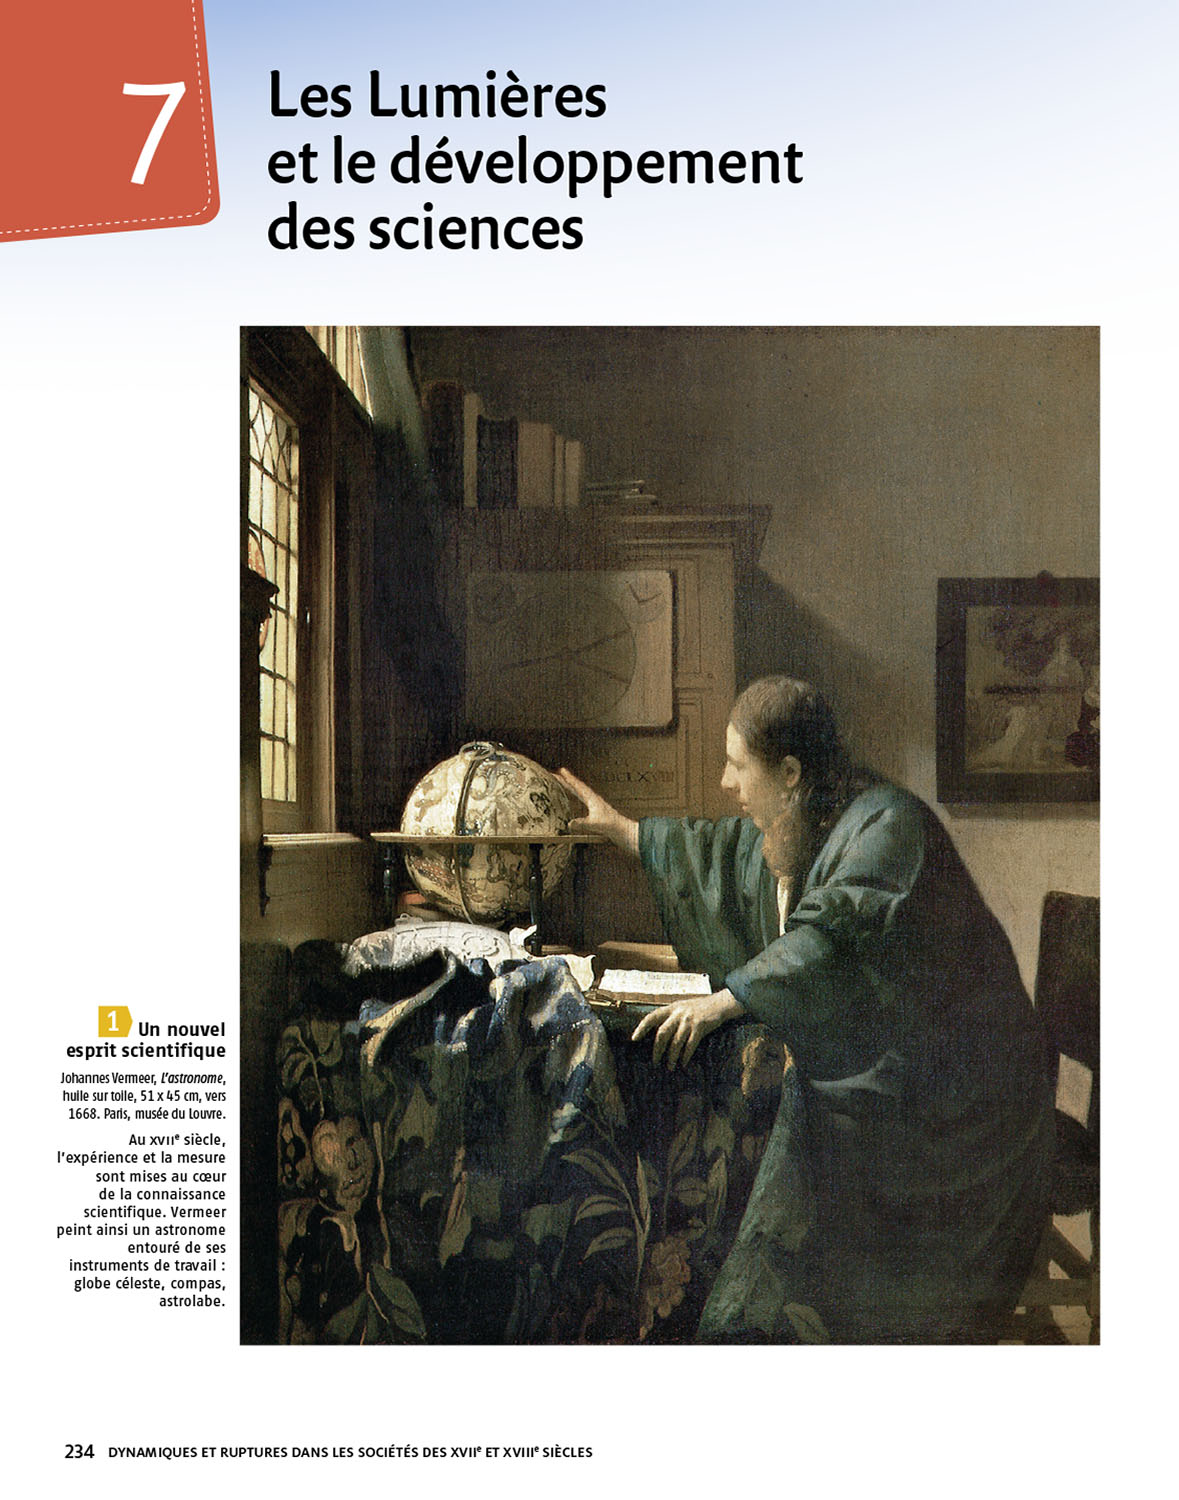 7
Les Lumières
et le développement
des sciences
1 Un nouvel
esprit scientifique
Johannes Vermeer, L'astronome,
huile sur toile, 51 x 45 cm, vers
1668. Paris, musée du Louvre.
Au XVIIe siècle,
l'expérience et la mesure
sont mises au cœur
de la connaissance
scientifique. Vermeer
peint ainsi un astronome
entouré de ses
instruments de travail :
globe céleste, compas,
astrolabe.
234 DYNAMIQUES ET RUPTURES DANS LES SOCIÉTÉS DES XVIIe ET XVIIIe SIÈCLES